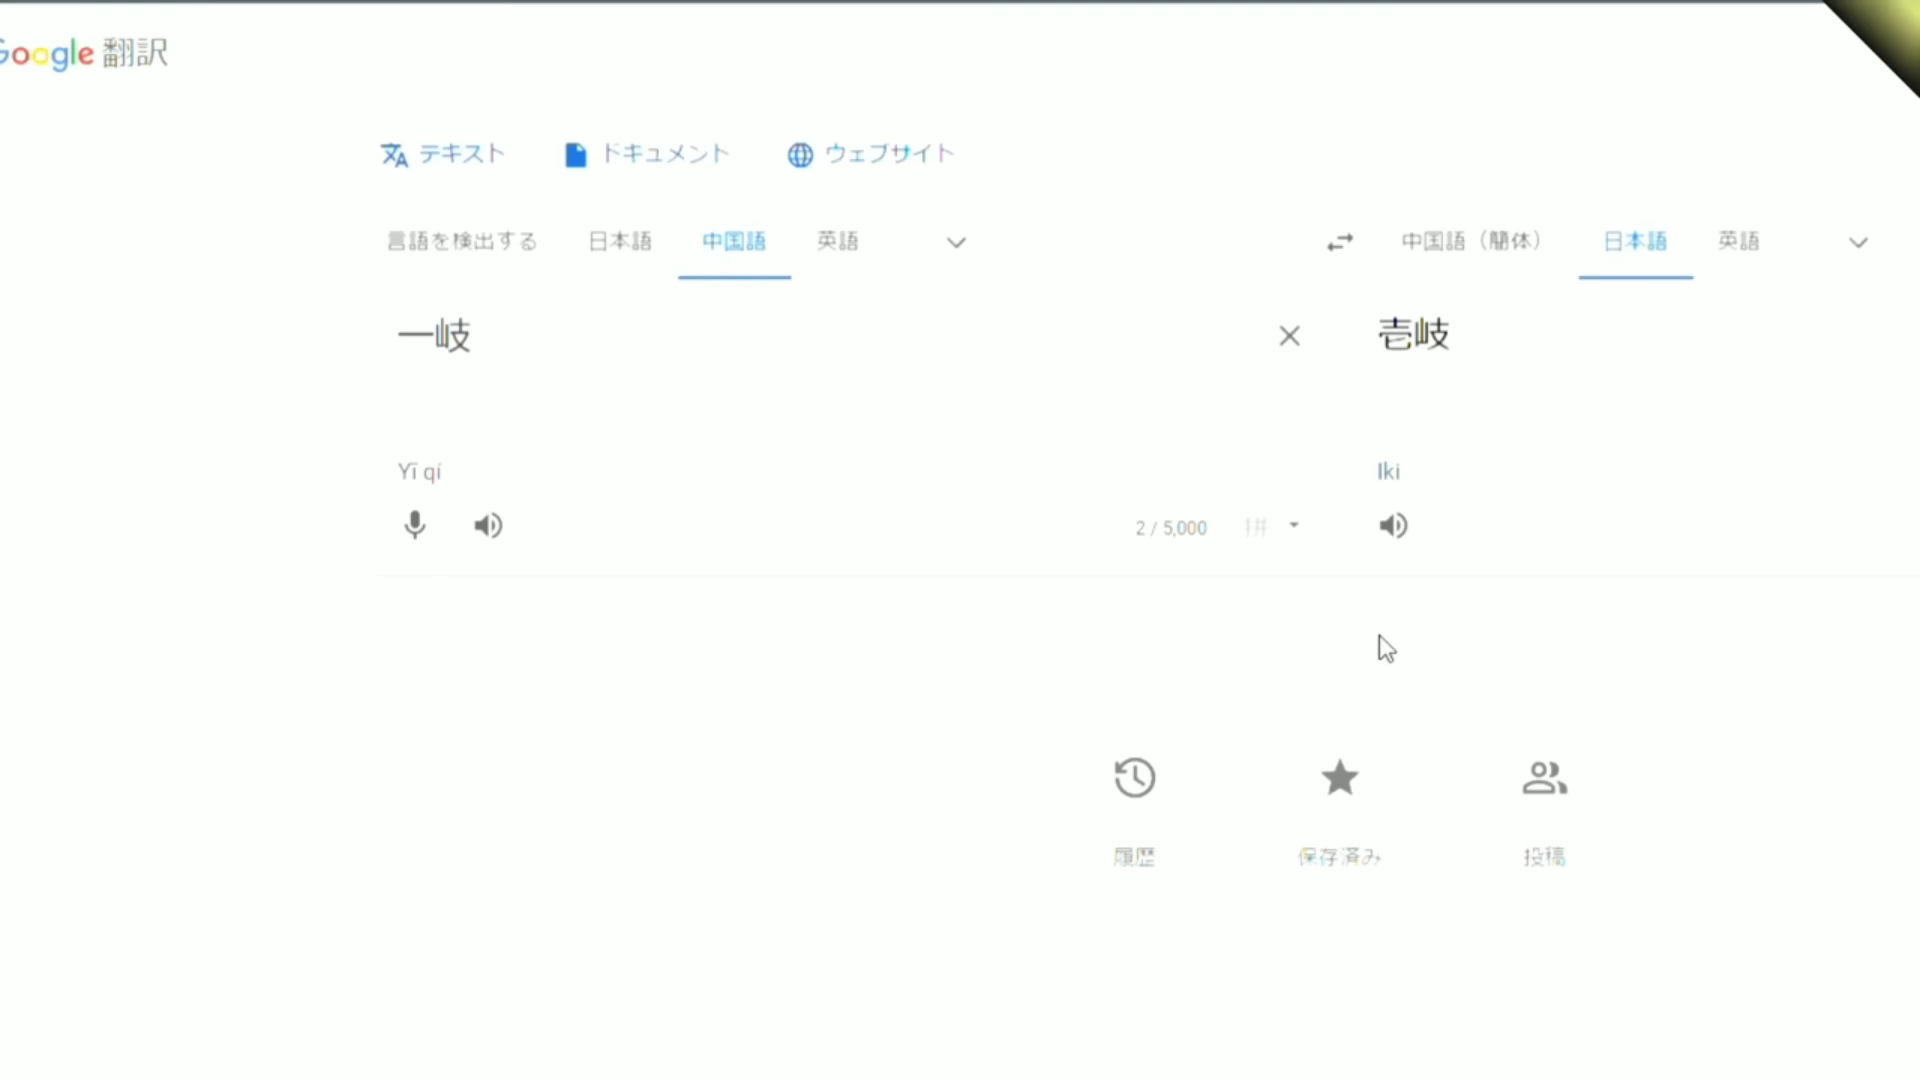 Google 翻訳
テキスト ドキュメント ウェブサイト
言語を検出する 日本語 中国語 英語 中国語（簡体） 日本語 英語
一岐 壱岐
Yī qí Iki
2 / 5,000
履歴 保存済み 投稿